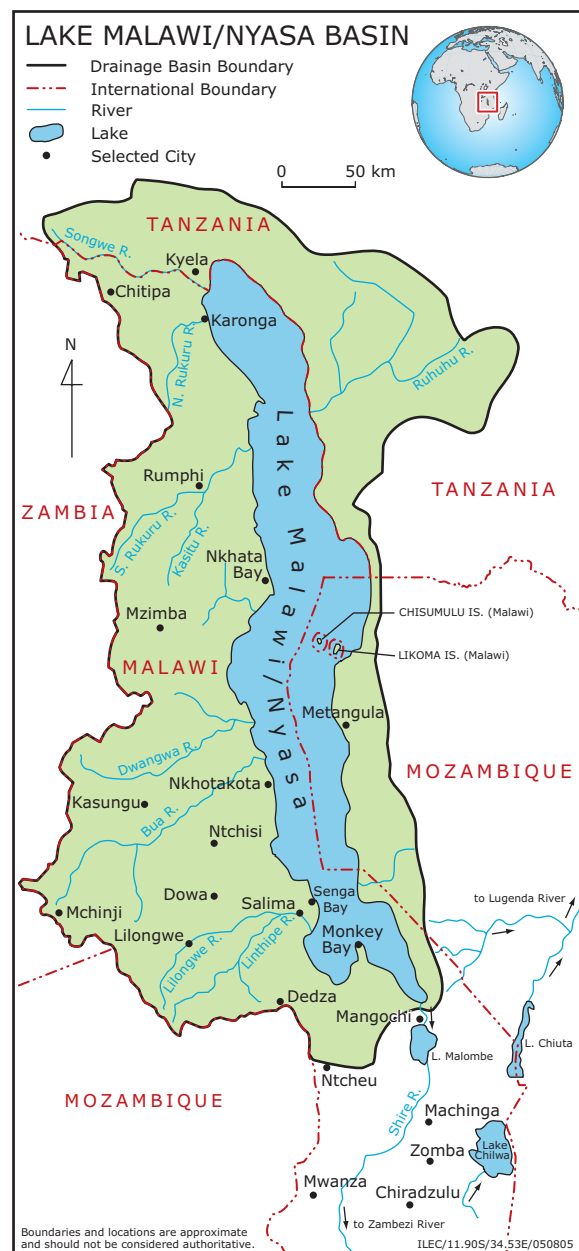 LAKE MALAWI/NYASA BASIN
Drainage Basin Boundary
International Boundary
River
Lake
Selected City
0 50 km
TANZANIA
Songwe R.
Kyela
Chitipa
Karonga
N
N. Rukuru R.
Ruhuhu R.
Lake Malawi/Nyasa
Rumphi
TANZANIA
ZAMBIA
S. Rukuru R.
Kasitu R.
Nkhata
Bay
CHISUMULU IS. (Malawi)
Mzimba
LIKOMA IS. (Malawi)
MALAWI
Metangula
Dwangwa R.
MOZAMBIQUE
Nkhotakota
Kasungu
Bua R.
Ntchisi
Dowa
Senga
Bay
to Lugenda River
Mchinji
Salima
Lilongwe
Monkey
Bay
Lilongwe R.
Linthipe R.
Dedza
Mangochi
L. Malombe
L. Chiuta
Ntcheu
MOZAMBIQUE
Shire R.
Machinga
Lake
Chilwa
Zomba
Mwanza
Chiradzulu
to Zambezi River
Boundaries and locations are approximate
and should not be considered authoritative.
ILEC/11.90S/34.53E/050805